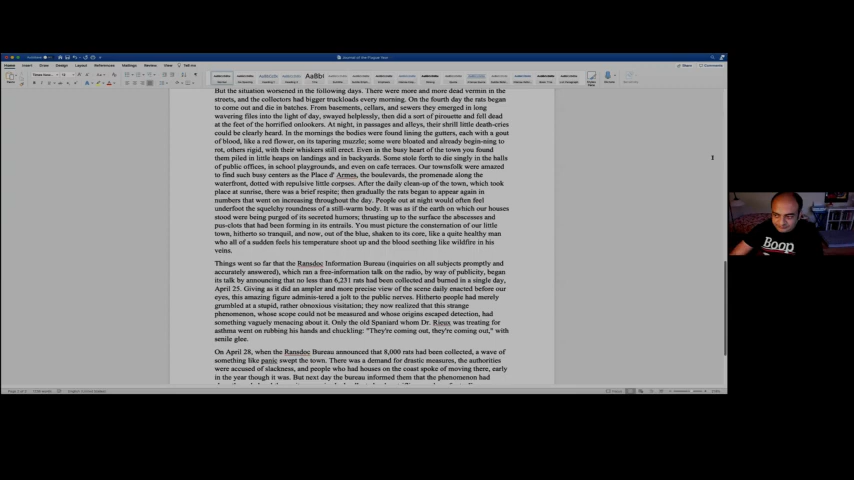 Journal of the Plague Year
Home Insert Draw Design Layout References Mailings Review View Tell me
Share Comments
But the situation worsened in the following days. There were more and more dead vermin in the
streets, and the collectors had bigger truckloads every morning. On the fourth day the rats began
to come out and die in batches. From basements, cellars, and sewers they emerged in long
wavering files into the light of day, swayed helplessly, then did a sort of pirouette and fell dead
at the feet of the horrified onlookers. At night, in passages and alleys, their shrill little death-cries
could be clearly heard. In the mornings the bodies were found lining the gutters, each with a gout
of blood, like a red flower, on its tapering muzzle; some were bloated and already begin-ning to
rot, others rigid, with their whiskers still erect. Even in the busy heart of the town you found
them piled in little heaps on landings and in backyards. Some stole forth to die singly in the halls
of public offices, in school playgrounds, and even on cafe terraces. Our townsfolk were amazed
to find such busy centers as the Place d' Armes, the boulevards, the promenade along the
waterfront, dotted with repulsive little corpses. After the daily clean-up of the town, which took
place at sunrise, there was a brief respite; then gradually the rats began to appear again in
numbers that went on increasing throughout the day. People out at night would often feel
underfoot the squelchy roundness of a still-warm body. It was as if the earth on which our houses
stood were being purged of its secreted humors; thrusting up to the surface the abscesses and
pus-clots that had been forming in its entrails. You must picture the consternation of our little
town, hitherto so tranquil, and now, out of the blue, shaken to its core, like a quite healthy man
who all of a sudden feels his temperature shoot up and the blood seething like wildfire in his
veins.
Things went so far that the Ransdoc Information Bureau (inquiries on all subjects promptly and
accurately answered), which ran a free-information talk on the radio, by way of publicity, began
its talk by announcing that no less than 6,231 rats had been collected and burned in a single day,
April 25. Giving as it did an ampler and more precise view of the scene daily enacted before our
eyes, this amazing figure adminis-tered a jolt to the public nerves. Hitherto people had merely
grumbled at a stupid, rather obnoxious visitation; they now realized that this strange
phenomenon, whose scope could not be measured and whose origins escaped detection, had
something vaguely menacing about it. Only the old Spaniard whom Dr. Rieux was treating for
asthma went on rubbing his hands and chuckling: "They're coming out, they're coming out," with
senile glee.
On April 28, when the Ransdoc Bureau announced that 8,000 rats had been collected, a wave of
something like panic swept the town. There was a demand for drastic measures, the authorities
were accused of slackness, and people who had houses on the coast spoke of moving there, early
in the year though it was. But next day the bureau informed them that the phenomenon had
Boop